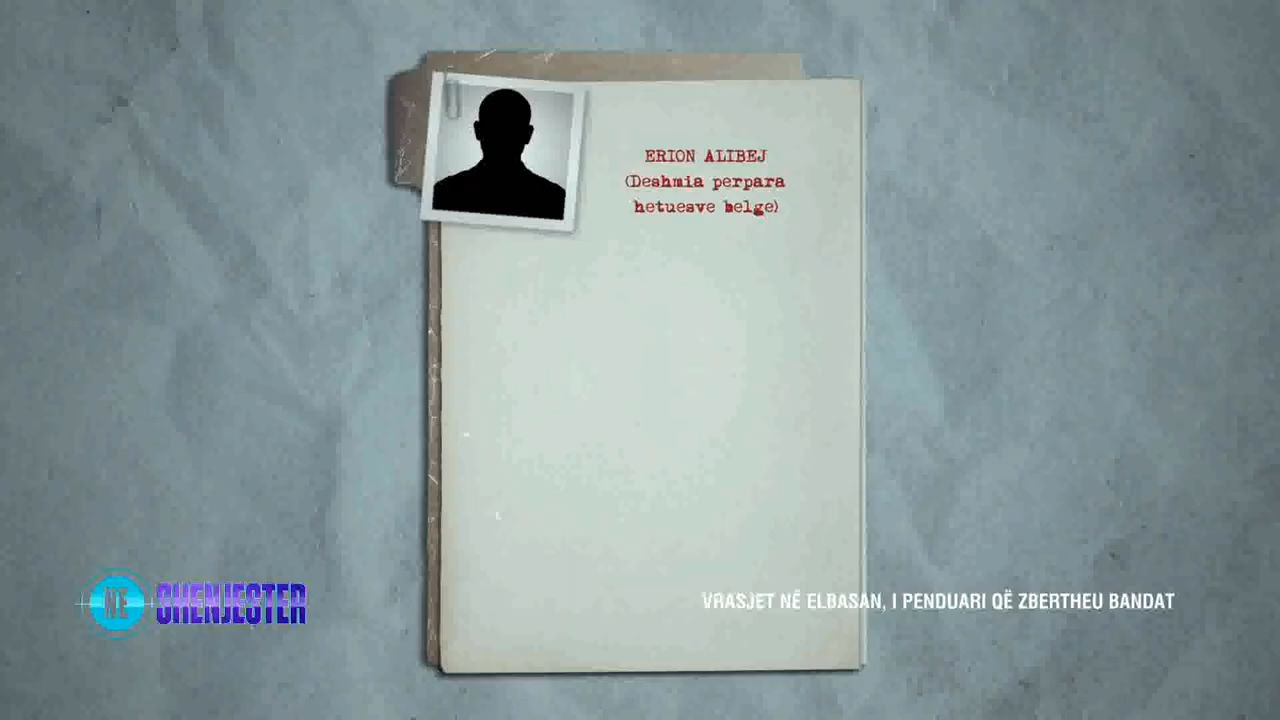 ERION ALIBEJ
(Deshmia perpara
hetuesve belge)
NË SHENJESTER
VRASJET NË ELBASAN, I PENDUARI QË ZBERTHEU BANDAT